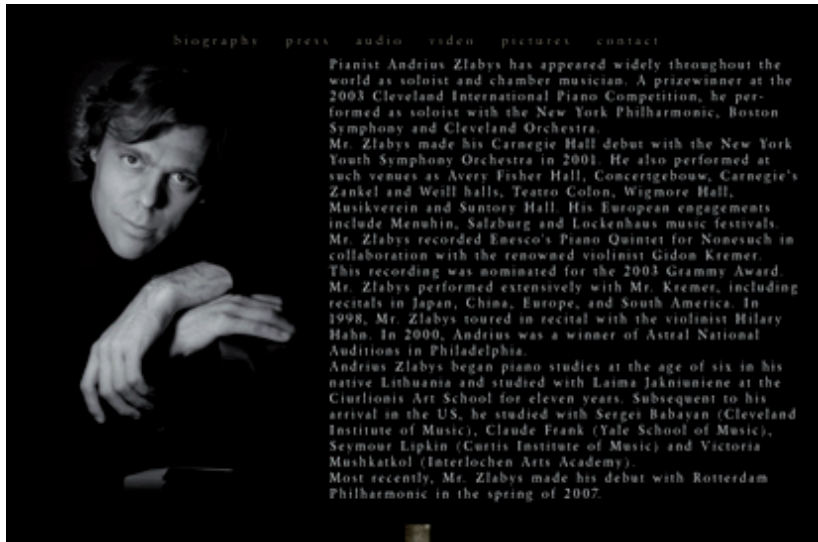 biography press audio video pictures contact
Pianist Andrius Zlabys has appeared widely throughout the
world as soloist and chamber musician. A prizewinner at the
2003 Cleveland International Piano Competition, he per-
formed as soloist with the New York Philharmonic, Boston
Symphony and Cleveland Orchestra.
Mr. Zlabys made his Carnegie Hall debut with the New York
Youth Symphony Orchestra in 2001. He also performed at
such venues as Avery Fisher Hall, Concertgebouw, Carnegie's
Zankel and Weill halls, Teatro Colon, Wigmore Hall,
Musikverein and Suntory Hall. His European engagements
include Menuhin, Salzburg and Lockenhaus music festivals.
Mr. Zlabys recorded Enesco's Piano Quintet for Nonesuch in
collaboration with the renowned violinist Gidon Kremer.
This recording was nominated for the 2003 Grammy Award.
Mr. Zlabys performed extensively with Mr. Kremer, including
recitals in Japan, China, Europe, and South America. In
1998, Mr. Zlabys toured in recital with the violinist Hilary
Hahn. In 2000, Andrius was a winner of Astral National
Auditions in Philadelphia.
Andrius Zlabys began piano studies at the age of six in his
native Lithuania and studied with Laima Jakniuniene at the
Ciurlionis Art School for eleven years. Subsequent to his
arrival in the US, he studied with Sergei Babayan (Cleveland
Institute of Music), Claude Frank (Yale School of Music),
Seymour Lipkin (Curtis Institute of Music) and Victoria
Mushkatkol (Interlochen Arts Academy).
Most recently, Mr. Zlabys made his debut with Rotterdam
Philharmonic in the spring of 2007.